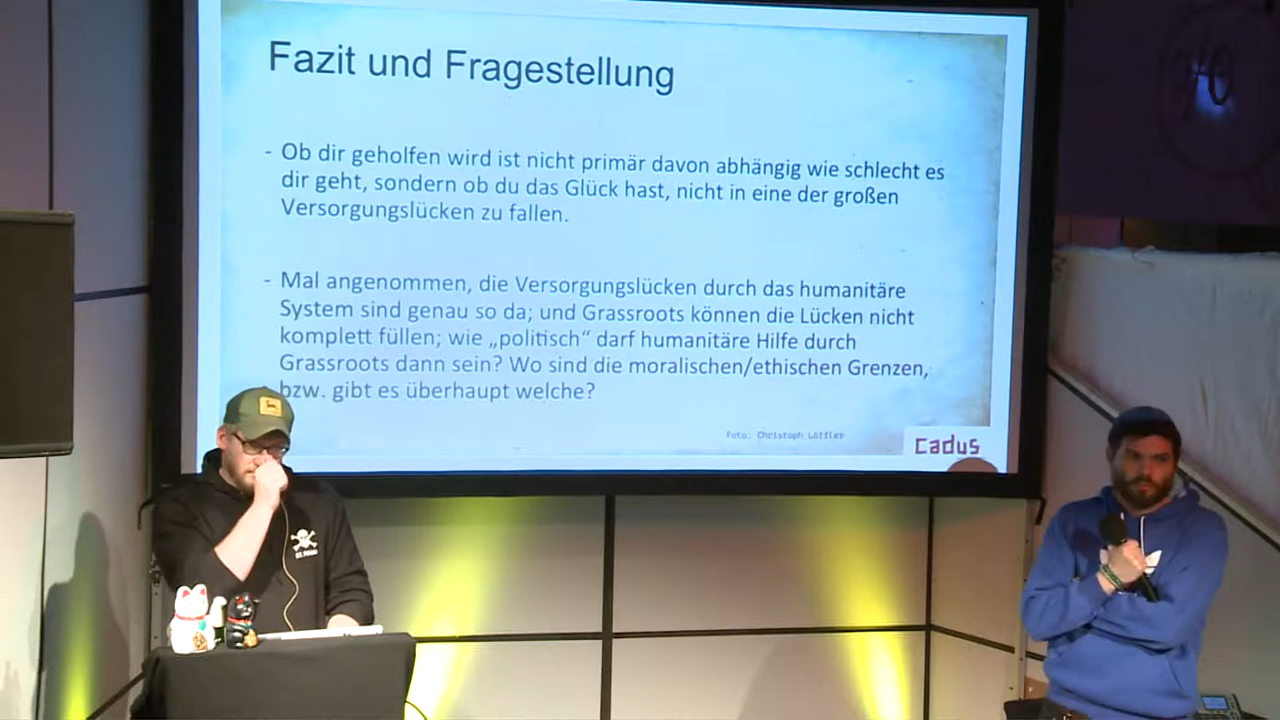 Fazit und Fragestellung
- Ob dir geholfen wird ist nicht primär davon abhängig wie schlecht es
dir geht, sondern ob du das Glück hast, nicht in eine der großen
Versorgungslücken zu fallen.
- Mal angenommen, die Versorgungslücken durch das humanitäre
System sind genau so da; und Grassroots können die Lücken nicht
komplett füllen; wie „politisch“ darf humanitäre Hilfe durch
Grassroots dann sein? Wo sind die moralischen/ethischen Grenzen,
bzw. gibt es überhaupt welche?
Foto: Christoph Löffler
cadus